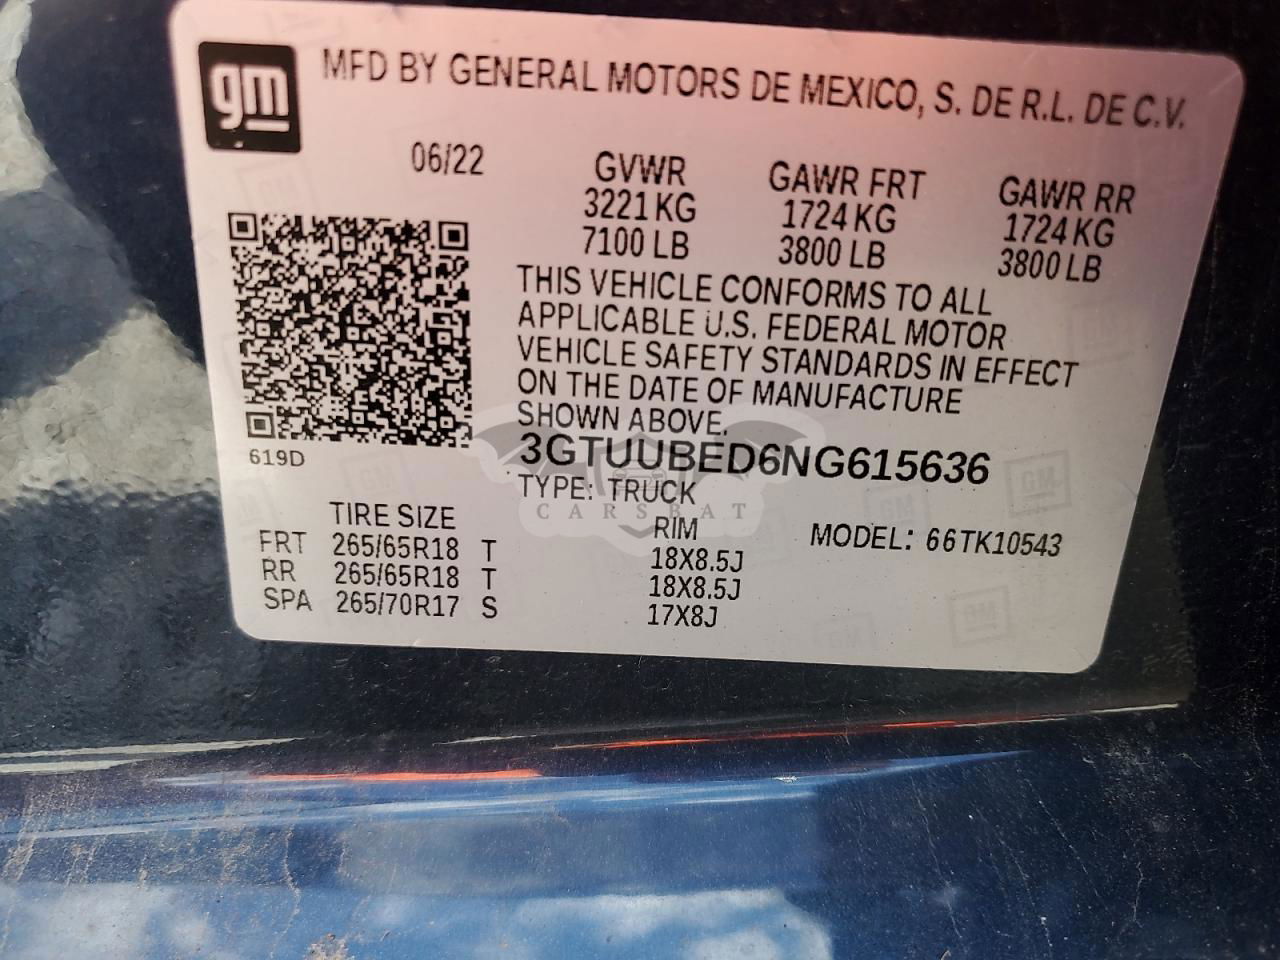 gm
MFD BY GENERAL MOTORS DE MEXICO, S. DE R.L. DE C.V.
06/22
GVWR GAWR FRT GAWR RR
3221 KG 1724 KG 1724 KG
7100 LB 3800 LB 3800 LB
THIS VEHICLE CONFORMS TO ALL
APPLICABLE U.S. FEDERAL MOTOR
VEHICLE SAFETY STANDARDS IN EFFECT
ON THE DATE OF MANUFACTURE
SHOWN ABOVE.
619D
3GTUUBED6NG615636
TYPE: TRUCK
CARSBAT
TIRE SIZE RIM MODEL: 66TK10543
FRT 265/65R18 T 18X8.5J
RR 265/65R18 T 18X8.5J
SPA 265/70R17 S 17X8J